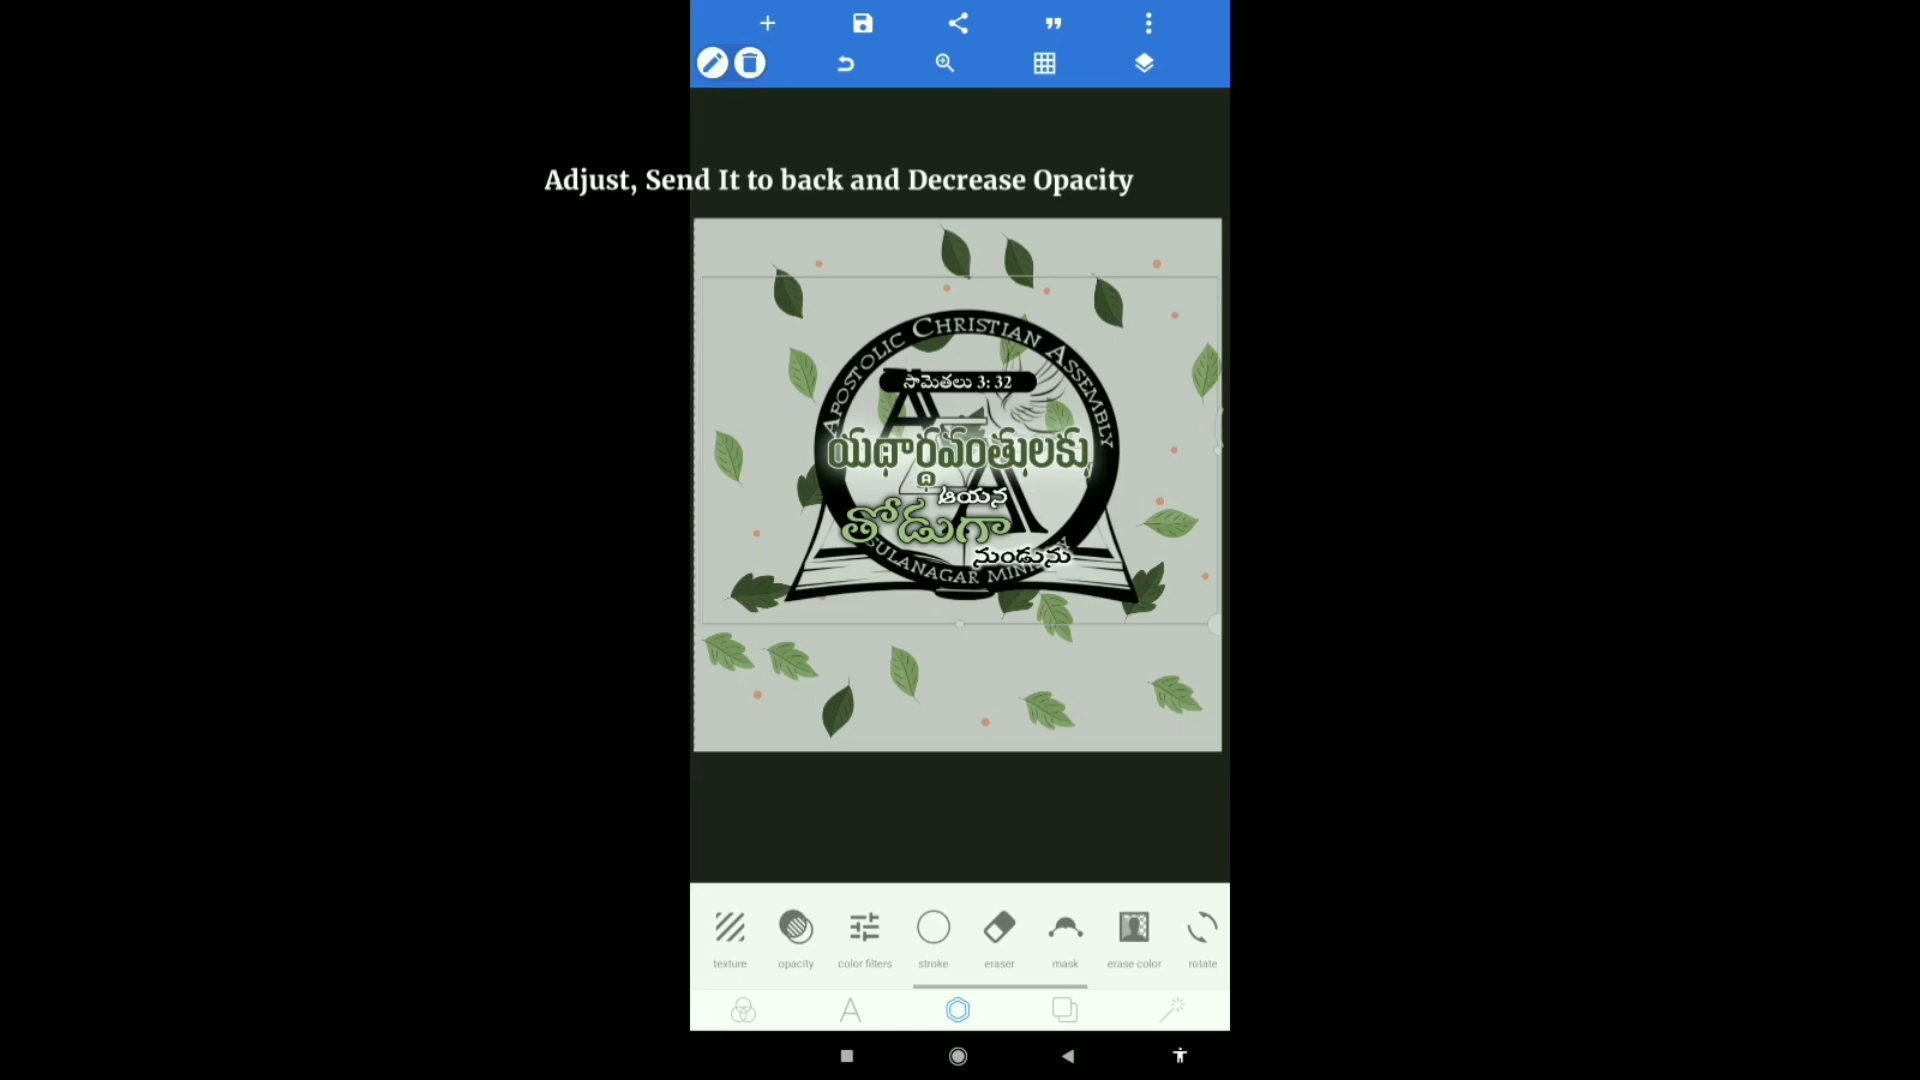 Adjust, Send It to back and Decrease Opacity
APOSTOLIC CHRISTIAN ASSEMBLY
సామెతలు 3: 32
యథార్థవంతులకు
ఆయన
తోడుగా
నుండును
SULANAGAR
texture
opacity
color filters
stroke
eraser
mask
erase color
rotate